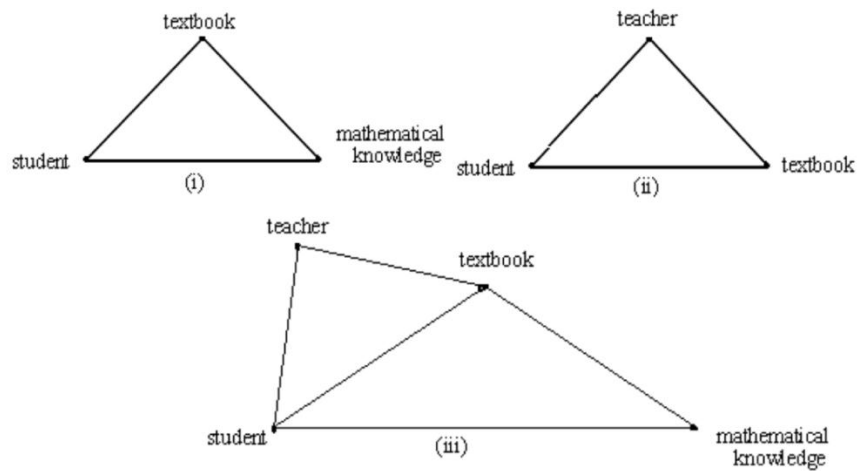 textbook
teacher
student
mathematical
knowledge
(i)
student
textbook
(ii)
teacher
textbook
student
(iii)
mathematical
knowledge